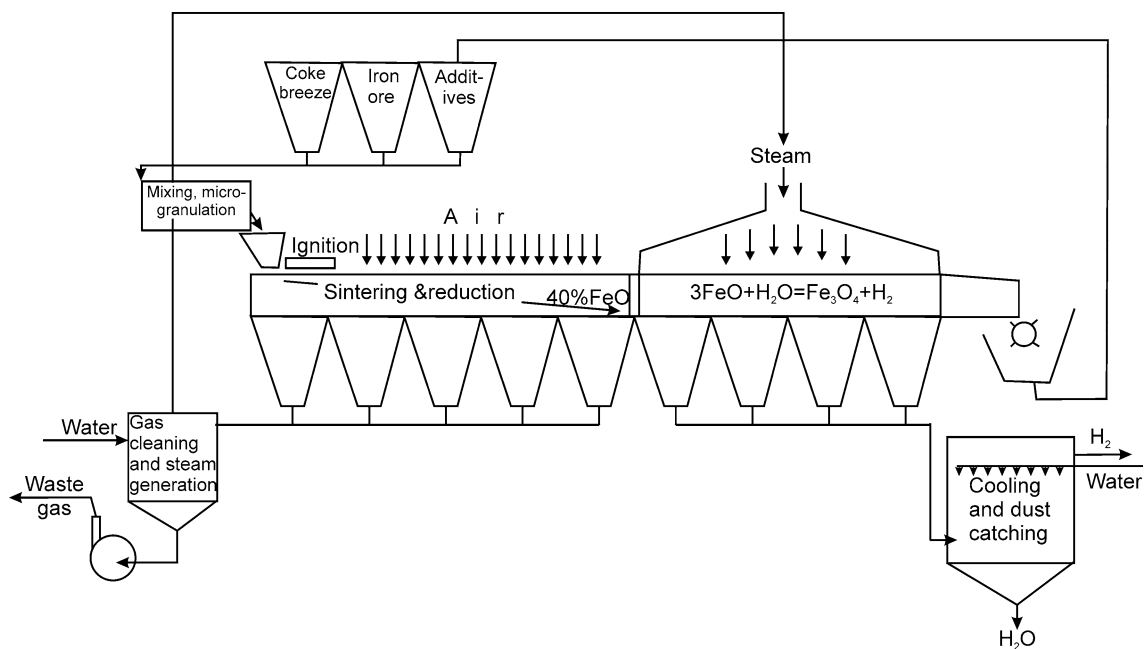 Coke
breeze
Iron
ore
Addit-
ives
Steam
Mixing, micro-
granulation
A i r
Ignition
Sintering &reduction
40%FeO
3FeO+H₂O=Fe₃O₄+H₂
Water
Gas
cleaning
and steam
generation
Waste
gas
H₂
Water
Cooling
and dust
catching
H₂O